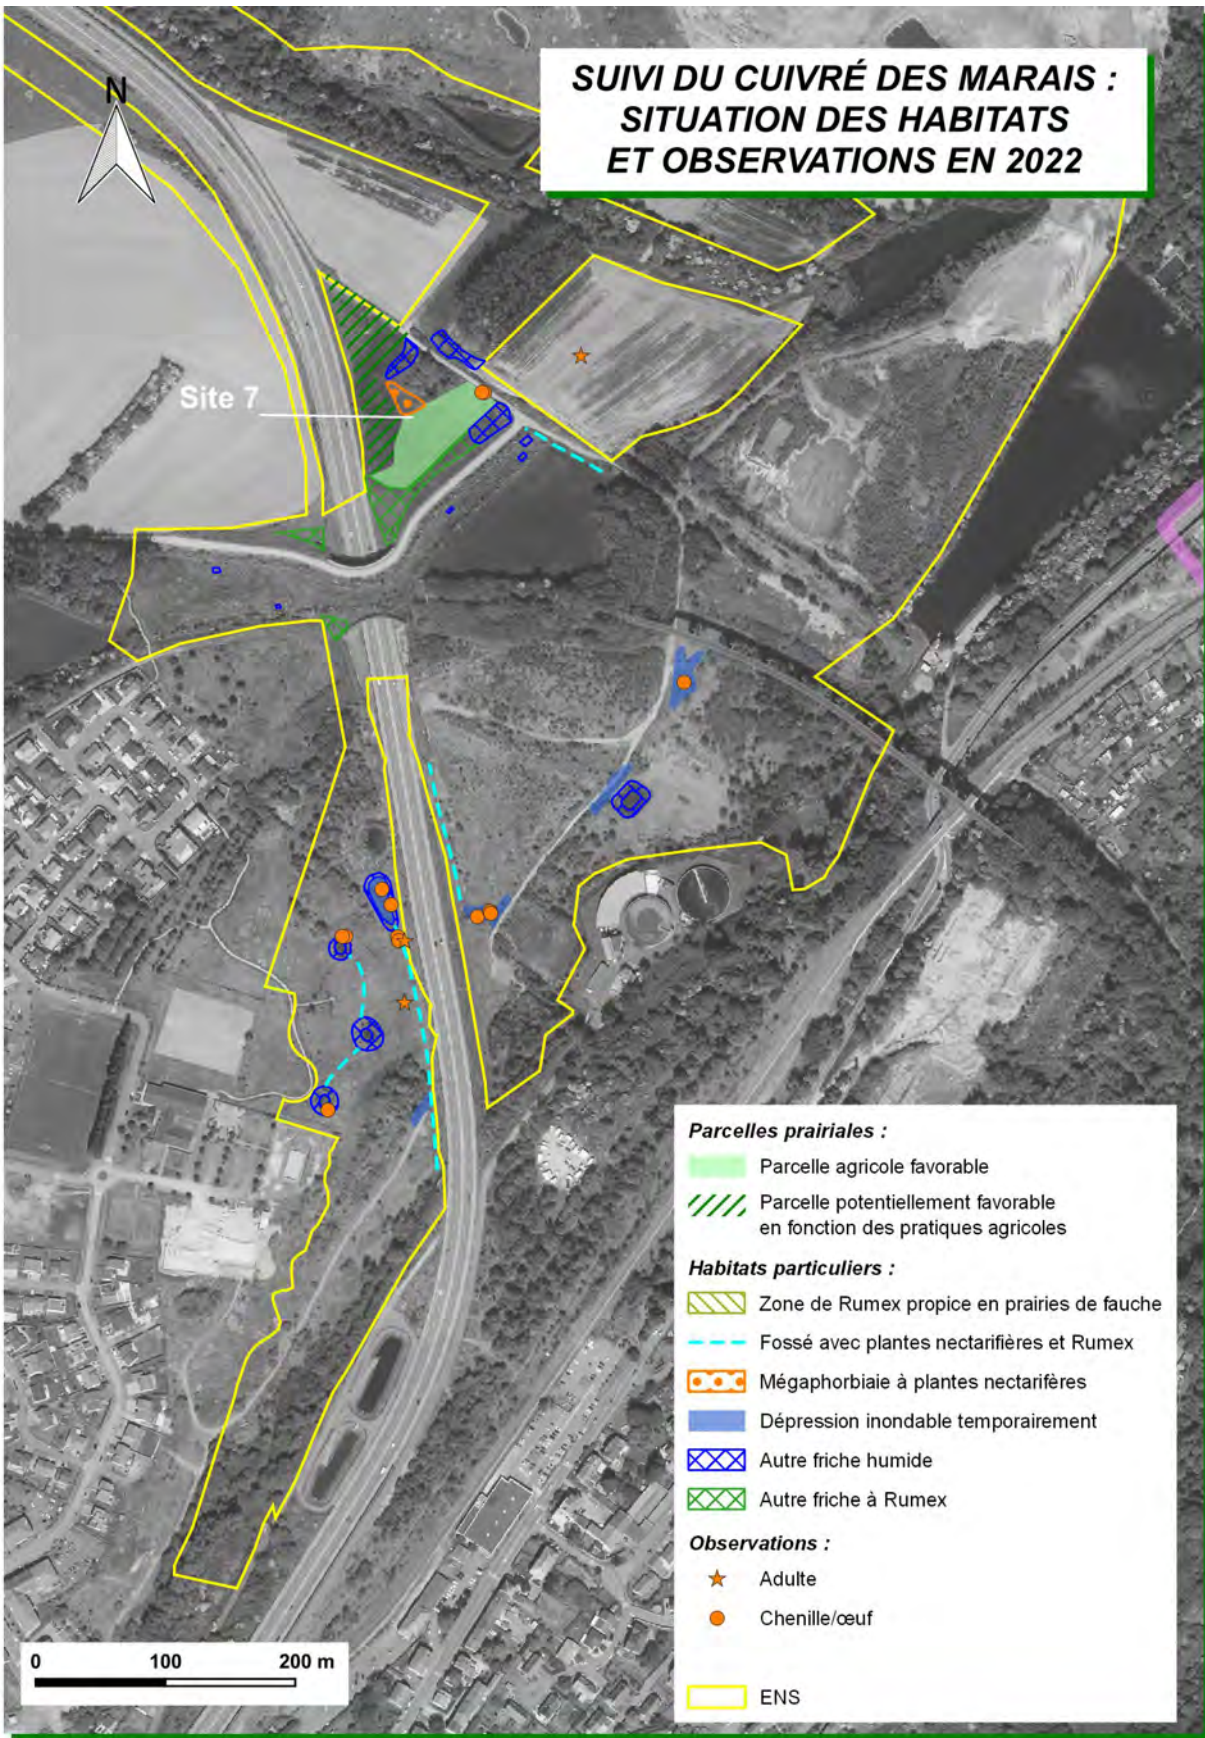 SUIVI DU CUIVRÉ DES MARAIS :
SITUATION DES HABITATS
ET OBSERVATIONS EN 2022
N
Site 7
Parcelles prairiales :
Parcelle agricole favorable
Parcelle potentiellement favorable
en fonction des pratiques agricoles
Habitats particuliers :
Zone de Rumex propice en prairies de fauche
Fossé avec plantes nectarifières et Rumex
Mégaphorbiaie à plantes nectarifères
Dépression inondable temporairement
Autre friche humide
Autre friche à Rumex
Observations :
Adulte
Chenille/œuf
ENS
0 100 200 m